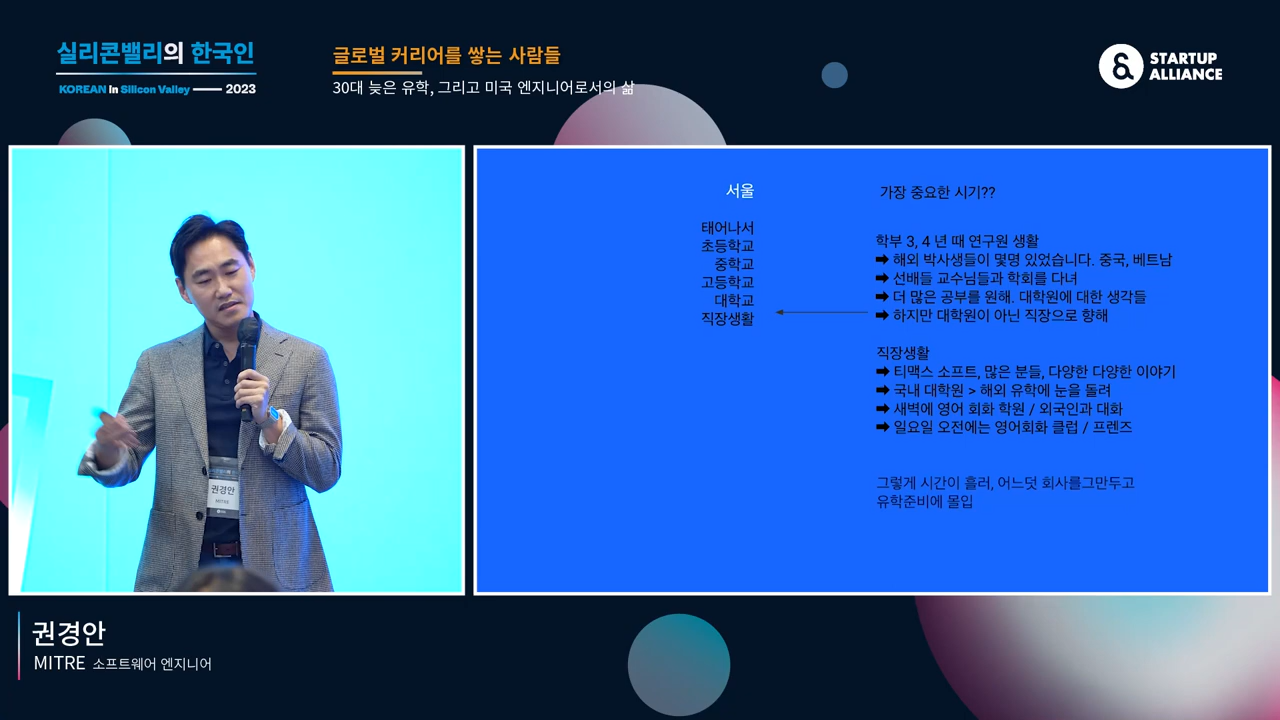 실리콘밸리의 한국인
KOREAN in Silicon Valley 2023
글로벌 커리어를 쌓는 사람들
30대 늦은 유학, 그리고 미국 엔지니어로서의 삶
& STARTUP
ALLIANCE
서울
태어나서
초등학교
중학교
고등학교
대학교
직장생활
가장 중요한 시기??
학부 3, 4 년 때 연구원 생활
➡ 해외 박사생들이 몇명 있었습니다. 중국, 베트남
➡ 선배들 교수님들과 학회를 다녀
➡ 더 많은 공부를 원해. 대학원에 대한 생각들
➡ 하지만 대학원이 아닌 직장으로 향해
직장생활
➡ 티맥스 소프트, 많은 분들, 다양한 다양한 이야기
➡ 국내 대학원 > 해외 유학에 눈을 돌려
➡ 새벽에 영어 회화 학원 / 외국인과 대화
➡ 일요일 오전에는 영어회화 클럽 / 프렌즈
그렇게 시간이 흘러, 어느덧 회사를그만두고
유학준비에 몰입
권경안
MITRE
권경안
MITRE 소프트웨어 엔지니어